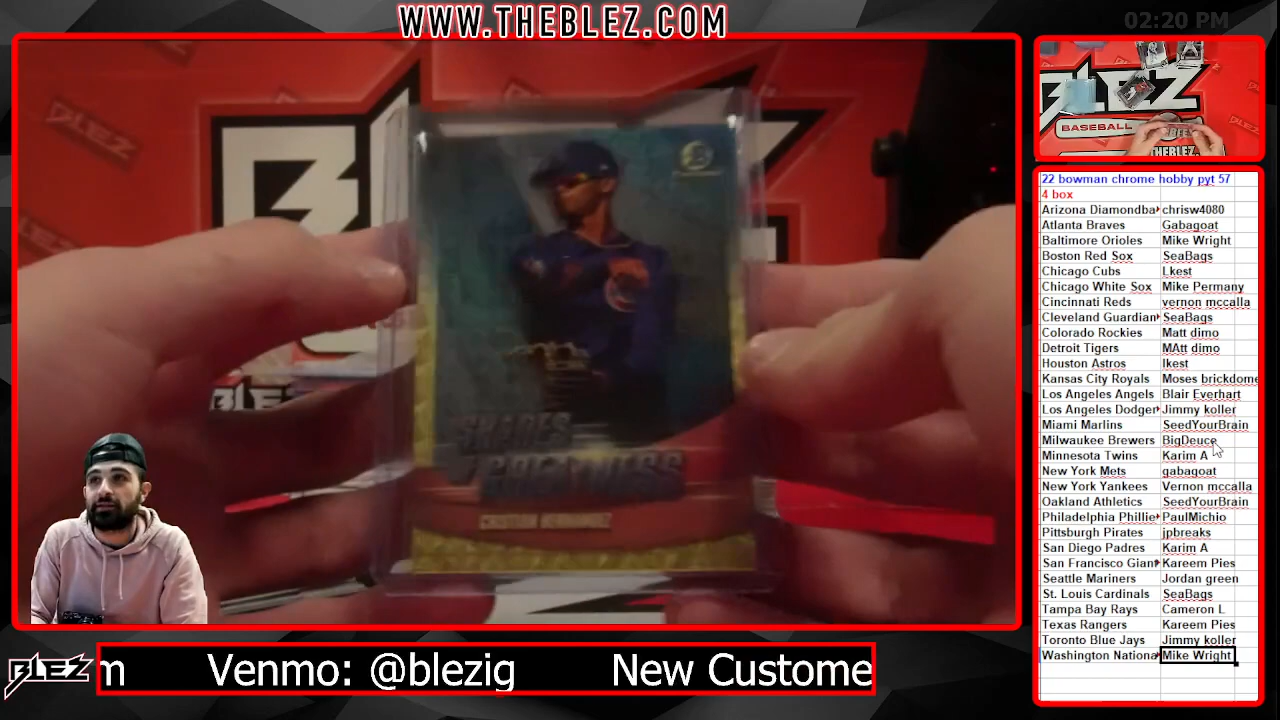 WWW.THEBLEZ.COM
02:20 PM
BLEZ
BLEZ
BLEZ
BASEBALL
BLEZ
THEBLEZ.
GREATNESS
22 bowman chrome hobby pyt 57
4 box
Arizona Diamondba chrisw4080
Atlanta Braves Gabagoat
Baltimore Orioles Mike Wright
Boston Red Sox SeaBags
Chicago Cubs Lkest
Chicago White Sox Mike Permany
Cincinnati Reds vernon mccalla
Cleveland Guardian SeaBags
Colorado Rockies Matt dimo
Detroit Tigers MAtt dimo
Houston Astros lkest
Kansas City Royals Moses brickdome
Los Angeles Angels Blair Everhart
Los Angeles Dodger Jimmy koller
Miami Marlins SeedYourBrain
Milwaukee Brewers BigDeuce
Minnesota Twins Karim A
New York Mets gabagoat
New York Yankees Vernon mccalla
Oakland Athletics SeedYourBrain
Philadelphia Phillie PaulMichio
Pittsburgh Pirates jpbreaks
San Diego Padres Karim A
San Francisco Gian Kareem Pies
Seattle Mariners Jordan green
St. Louis Cardinals SeaBags
Tampa Bay Rays Cameron L
Texas Rangers Kareem Pies
Toronto Blue Jays Jimmy koller
Washington Nationa Mike Wright
BLEZ
m Venmo: @blezig New Custome